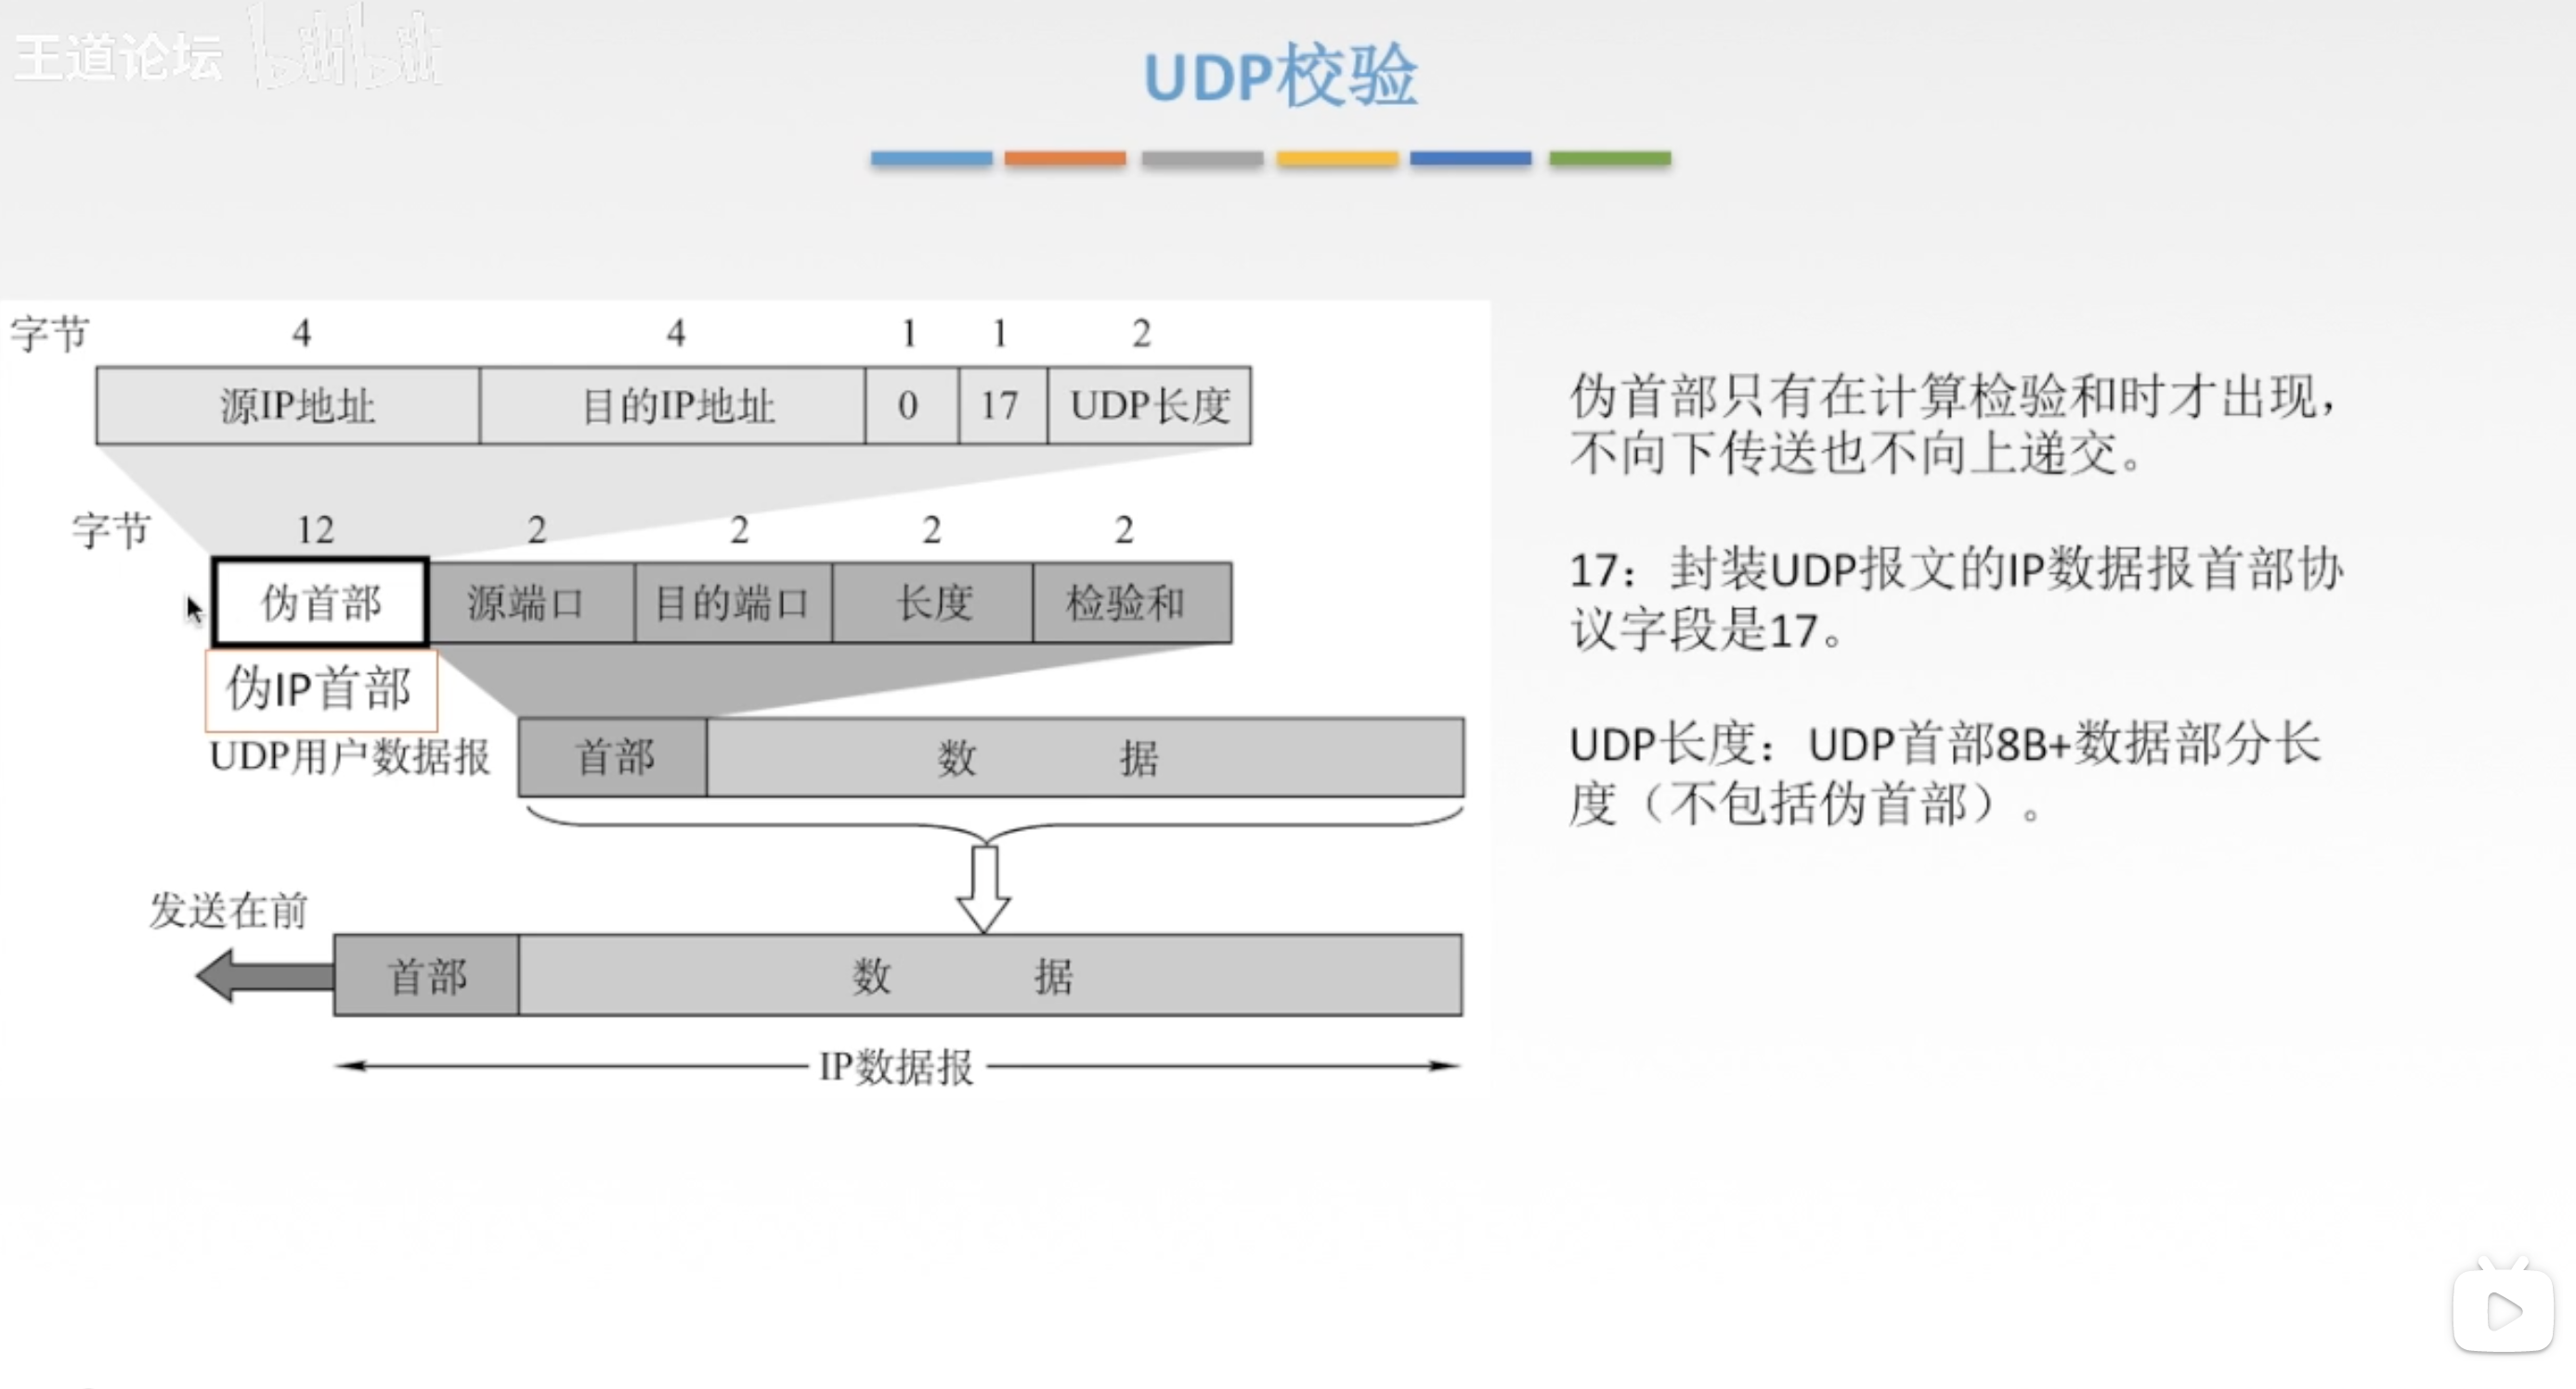 王道论坛 bilibili
UDP校验
字节 4 4 1 1 2
源IP地址 目的IP地址 0 17 UDP长度
字节 12 2 2 2 2
伪首部 源端口 目的端口 长度 检验和
伪IP首部
UDP用户数据报 首部 数 据
发送在前
首部 数 据
IP数据报
伪首部只有在计算检验和时才出现，
不向下传送也不向上递交。
17：封装UDP报文的IP数据报首部协
议字段是17。
UDP长度：UDP首部8B+数据部分长
度（不包括伪首部）。